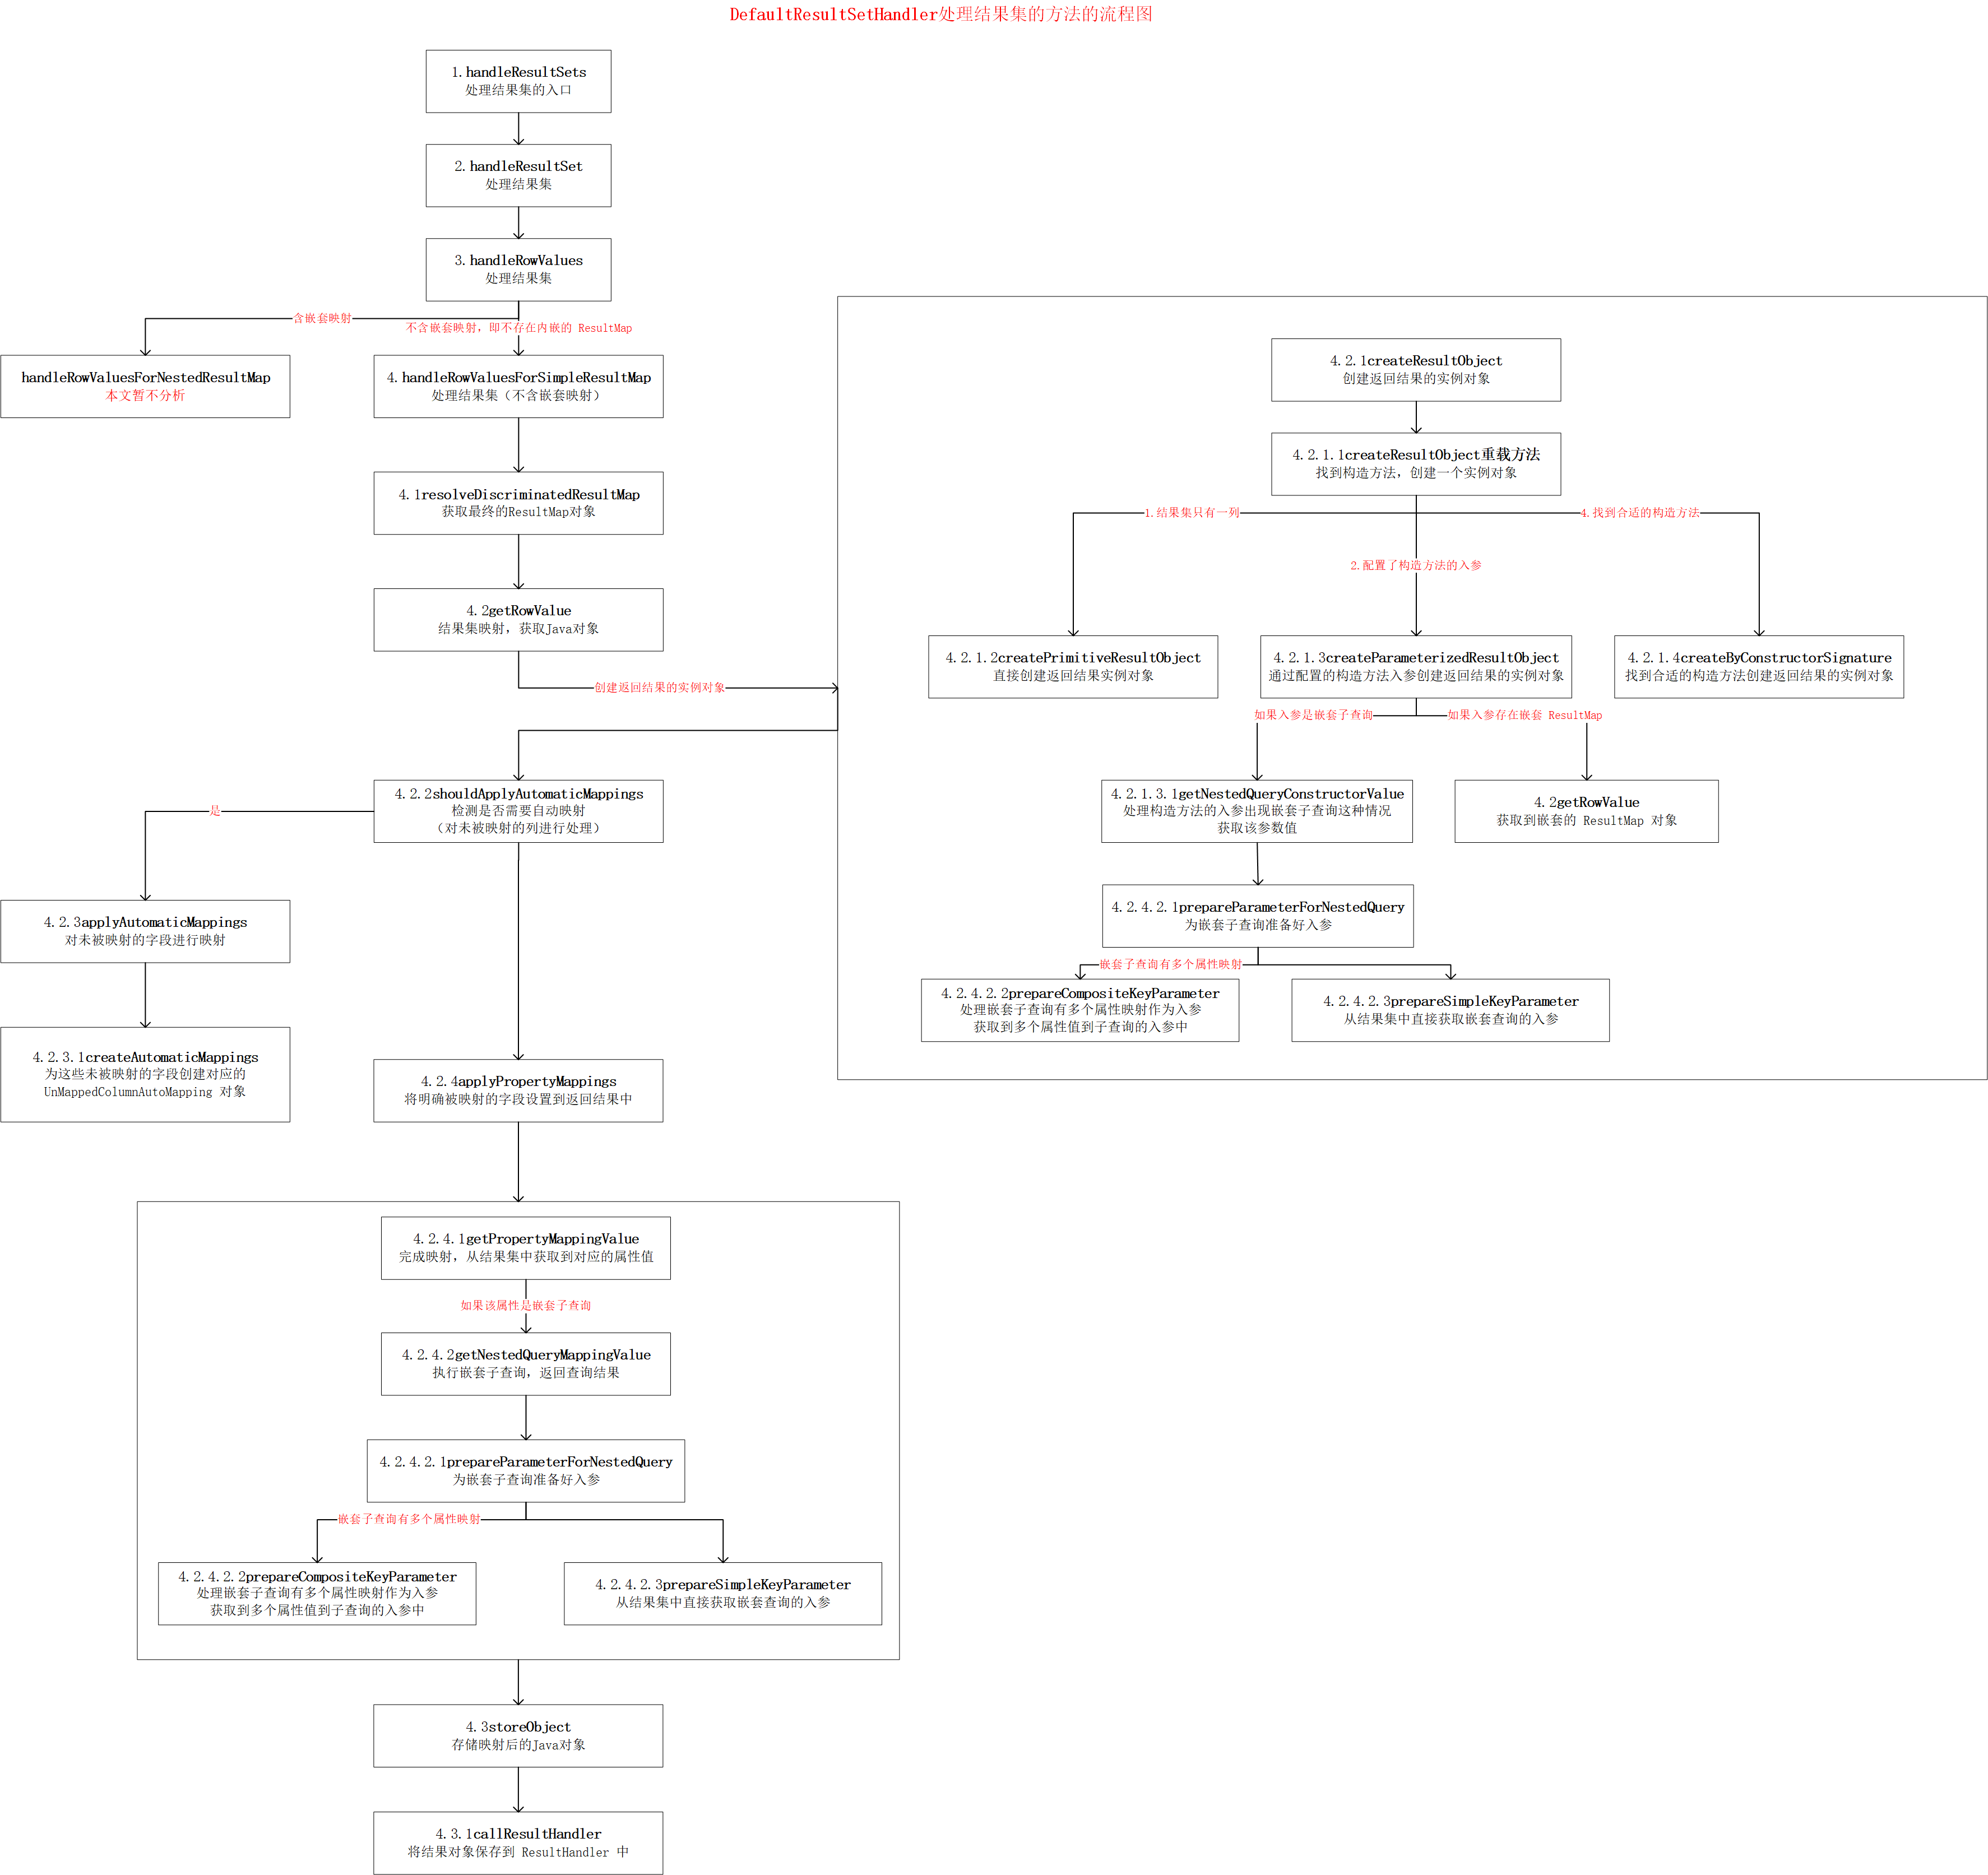 DefaultResultSetHandler处理结果集的方法的流程图
1.handleResultSets
处理结果集的入口
2.handleResultSet
处理结果集
3.handleRowValues
处理结果集
含嵌套映射
不含嵌套映射，即不存在内嵌的 ResultMap
handleRowValuesForNestedResultMap
本文暂不分析
4.handleRowValuesForSimpleResultMap
处理结果集（不含嵌套映射）
4.1resolveDiscriminatedResultMap
获取最终的ResultMap对象
4.2getRowValue
结果集映射，获取Java对象
创建返回结果的实例对象
4.2.1createResultObject
创建返回结果的实例对象
4.2.1.1createResultObject重载方法
找到构造方法，创建一个实例对象
1.结果集只有一列
4.找到合适的构造方法
2.配置了构造方法的入参
4.2.1.2createPrimitiveResultObject
直接创建返回结果实例对象
4.2.1.3createParameterizedResultObject
通过配置的构造方法入参创建返回结果的实例对象
4.2.1.4createByConstructorSignature
找到合适的构造方法创建返回结果的实例对象
如果入参是嵌套子查询
如果入参存在嵌套 ResultMap
4.2.1.3.1getNestedQueryConstructorValue
处理构造方法的入参出现嵌套子查询这种情况
获取该参数值
4.2getRowValue
获取到嵌套的 ResultMap 对象
4.2.4.2.1prepareParameterForNestedQuery
为嵌套子查询准备好入参
嵌套子查询有多个属性映射
4.2.4.2.2prepareCompositeKeyParameter
处理嵌套子查询有多个属性映射作为入参
获取到多个属性值到子查询的入参中
4.2.4.2.3prepareSimpleKeyParameter
从结果集中直接获取嵌套查询的入参
4.2.2shouldApplyAutomaticMappings
检测是否需要自动映射
（对未被映射的列进行处理）
是
4.2.3applyAutomaticMappings
对未被映射的字段进行映射
4.2.3.1createAutomaticMappings
为这些未被映射的字段创建对应的
UnMappedColumnAutoMapping 对象
4.2.4applyPropertyMappings
将明确被映射的字段设置到返回结果中
4.2.4.1getPropertyMappingValue
完成映射，从结果集中获取到对应的属性值
如果该属性是嵌套子查询
4.2.4.2getNestedQueryMappingValue
执行嵌套子查询，返回查询结果
4.2.4.2.1prepareParameterForNestedQuery
为嵌套子查询准备好入参
嵌套子查询有多个属性映射
4.2.4.2.2prepareCompositeKeyParameter
处理嵌套子查询有多个属性映射作为入参
获取到多个属性值到子查询的入参中
4.2.4.2.3prepareSimpleKeyParameter
从结果集中直接获取嵌套查询的入参
4.3storeObject
存储映射后的Java对象
4.3.1callResultHandler
将结果对象保存到 ResultHandler 中